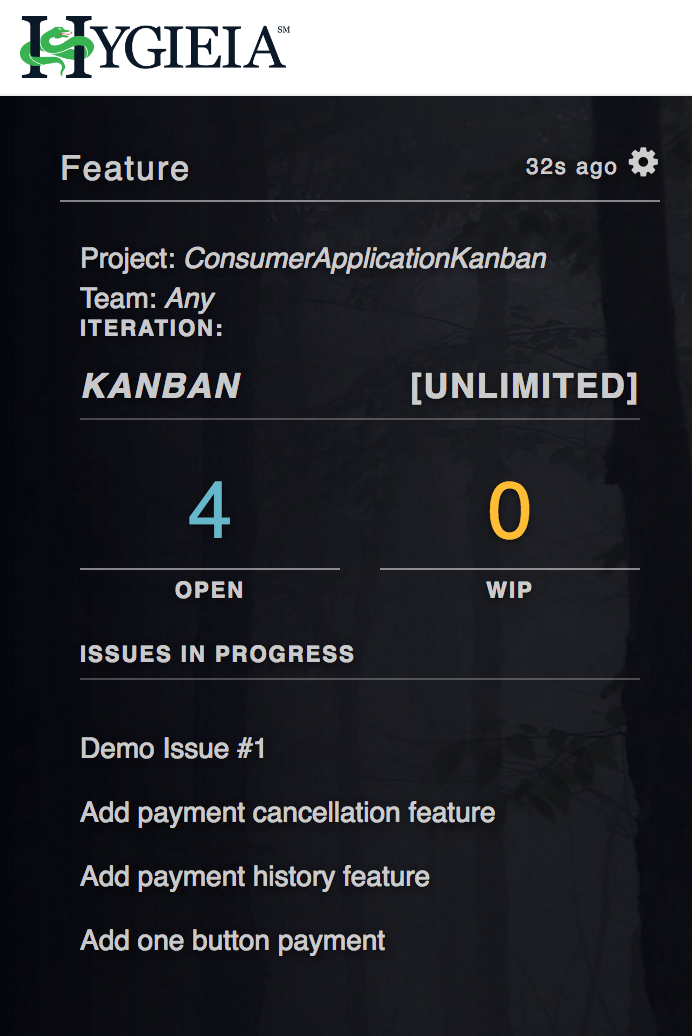 HYGIEIA SM
Feature 32s ago
Project: ConsumerApplicationKanban
Team: Any
ITERATION:
KANBAN [UNLIMITED]
4 0
OPEN WIP
ISSUES IN PROGRESS
Demo Issue #1
Add payment cancellation feature
Add payment history feature
Add one button payment